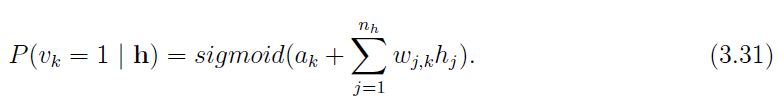 P(v_k = 1 | h) = sigmoid(a_k + \sum_{j=1}^{n_h} w_{j,k}h_j). (3.31)